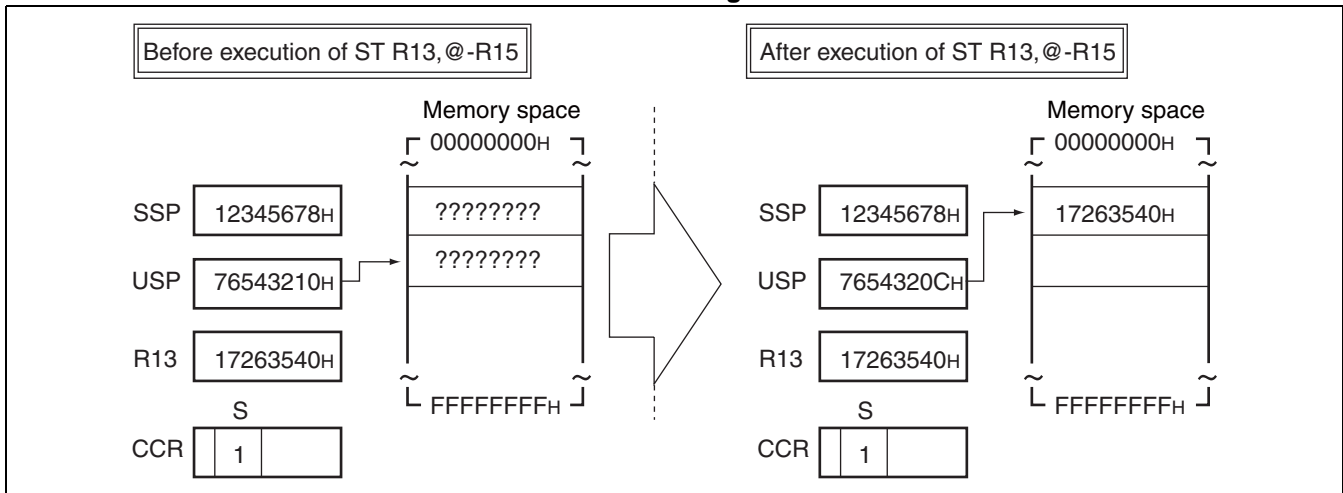 Before execution of ST R13,@-R15
Memory space
00000000H
SSP 12345678H
????????
USP 76543210H
????????
R13 17263540H
FFFFFFFFH
S
CCR 1
After execution of ST R13,@-R15
Memory space
00000000H
SSP 12345678H
17263540H
USP 7654320CH
R13 17263540H
FFFFFFFFH
S
CCR 1